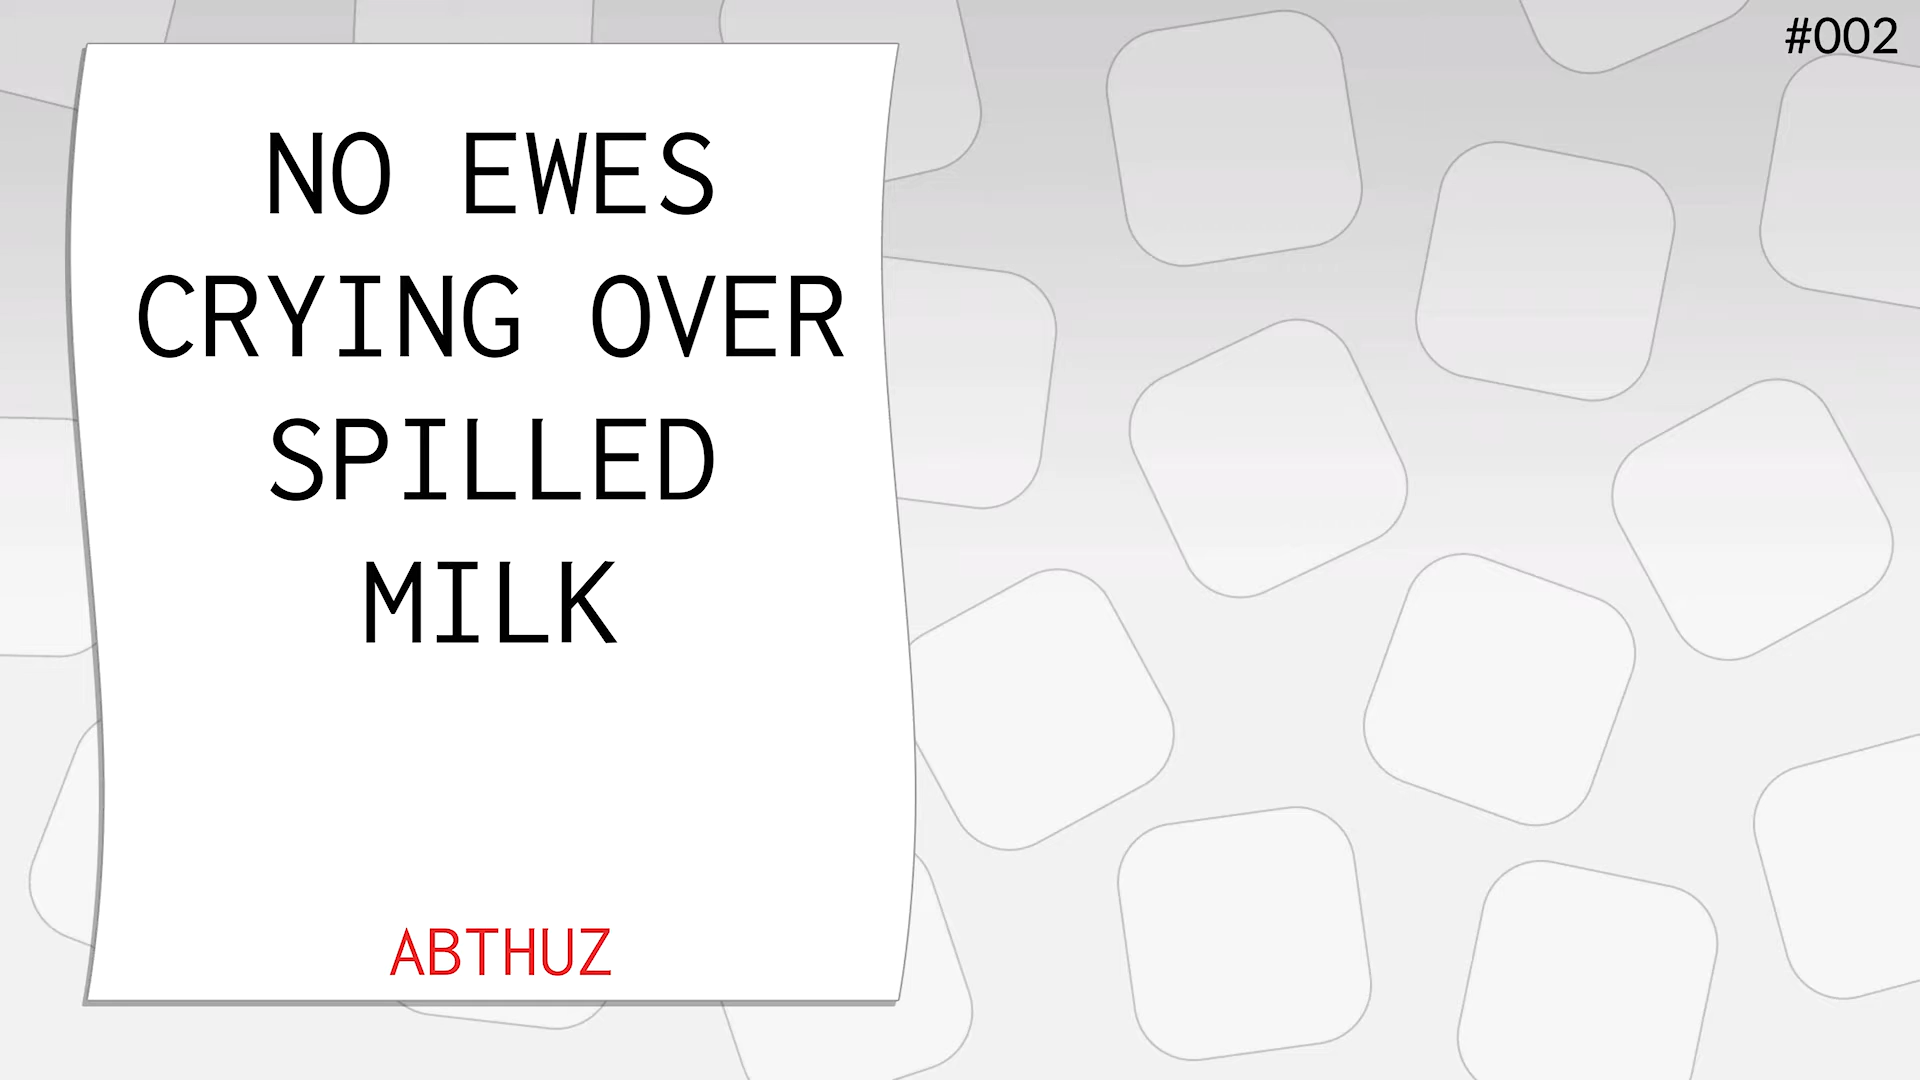 #002
NO EWES
CRYING OVER
SPILLED
MILK
ABTHUZ